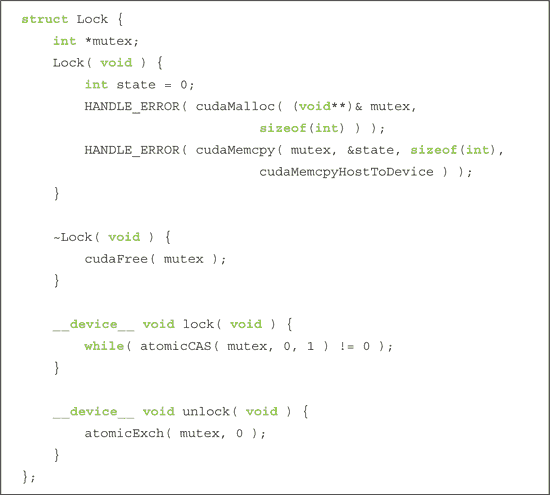 struct Lock {
    int *mutex;
    Lock( void ) {
        int state = 0;
        HANDLE_ERROR( cudaMalloc( (void**)& mutex,
                              sizeof(int) ) );
        HANDLE_ERROR( cudaMemcpy( mutex, &state, sizeof(int),
                              cudaMemcpyHostToDevice ) );
    }

    ~Lock( void ) {
        cudaFree( mutex );
    }

    __device__ void lock( void ) {
        while( atomicCAS( mutex, 0, 1 ) != 0 );
    }

    __device__ void unlock( void ) {
        atomicExch( mutex, 0 );
    }
};